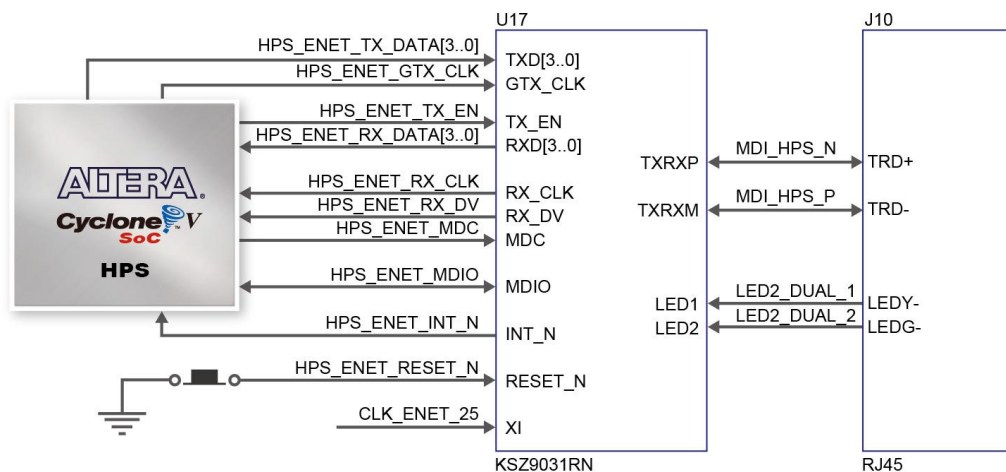 U17
J10
HPS_ENET_TX_DATA[3..0]
TXD[3..0]
HPS_ENET_GTX_CLK
GTX_CLK
HPS_ENET_TX_EN
TX_EN
HPS_ENET_RX_DATA[3..0]
RXD[3..0]
TXRXP
MDI_HPS_N
TRD+
ALTERA®
Cyclone™ V
SoC
HPS
HPS_ENET_RX_CLK
RX_CLK
HPS_ENET_RX_DV
RX_DV
TXRXM
MDI_HPS_P
TRD-
HPS_ENET_MDC
MDC
HPS_ENET_MDIO
MDIO
LED1
LED2_DUAL_1
LEDY-
LED2
LED2_DUAL_2
LEDG-
HPS_ENET_INT_N
INT_N
HPS_ENET_RESET_N
RESET_N
CLK_ENET_25
XI
KSZ9031RN
RJ45